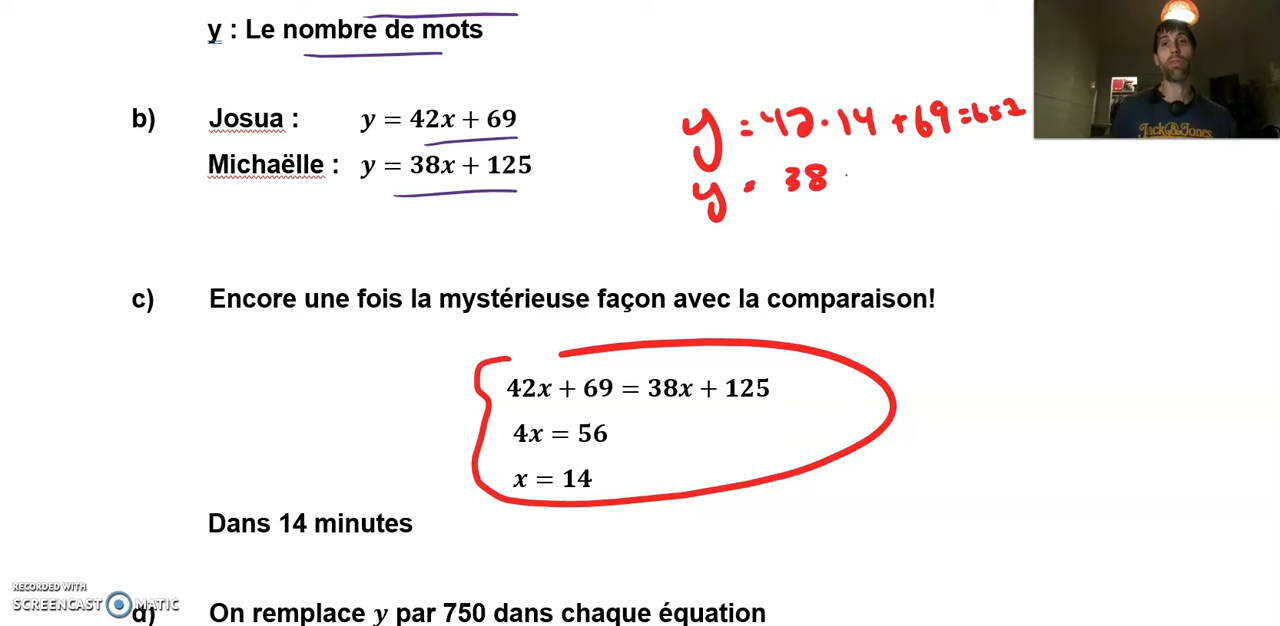 y : Le nombre de mots
b) Josua : y = 42x + 69
Michaëlle : y = 38x + 125
y = 42 · 14 + 69 = 657
y = 38 ·
JACK & JONES
c) Encore une fois la mystérieuse façon avec la comparaison!
42x + 69 = 38x + 125
4x = 56
x = 14
Dans 14 minutes
RECORDED WITH
SCREENCAST MATIC
d) On remplace y par 750 dans chaque équation